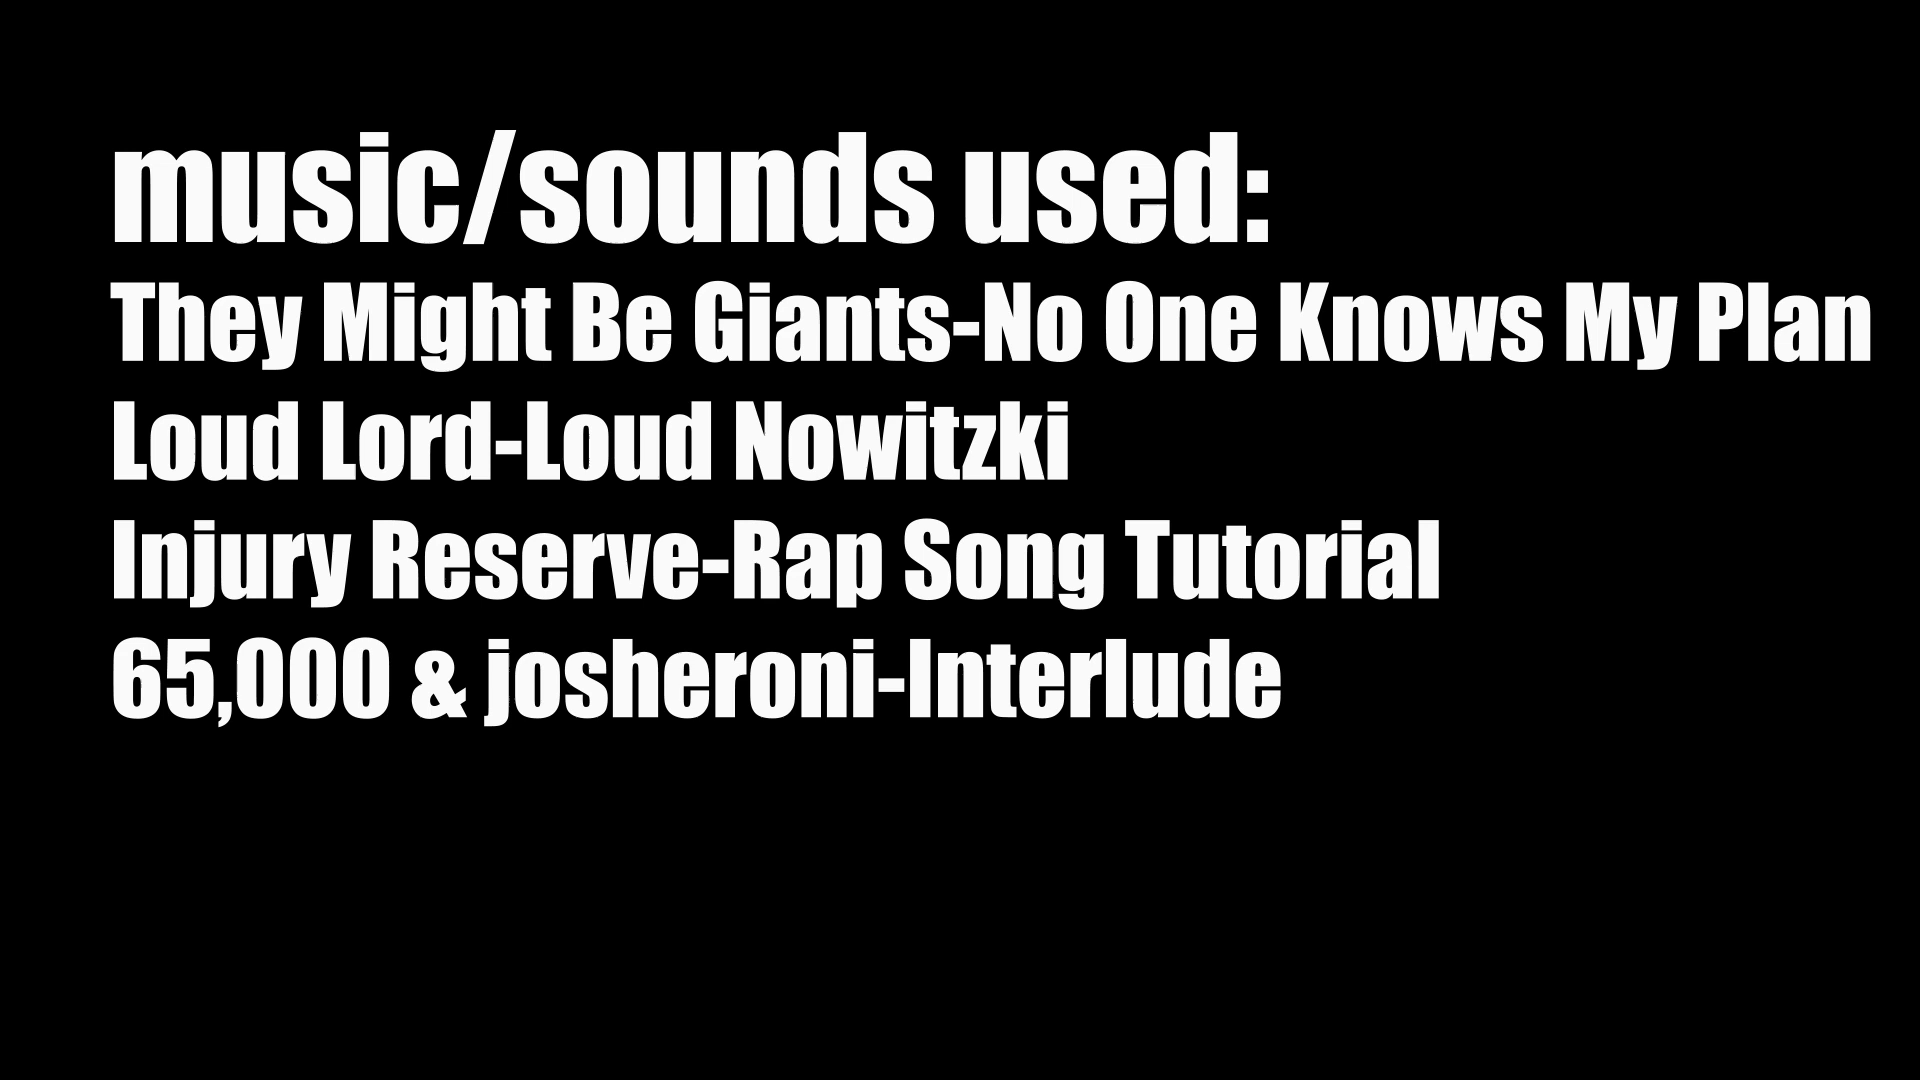 music/sounds used:
They Might Be Giants-No One Knows My Plan
Loud Lord-Loud Nowitzki
Injury Reserve-Rap Song Tutorial
65,000 & josheroni-Interlude